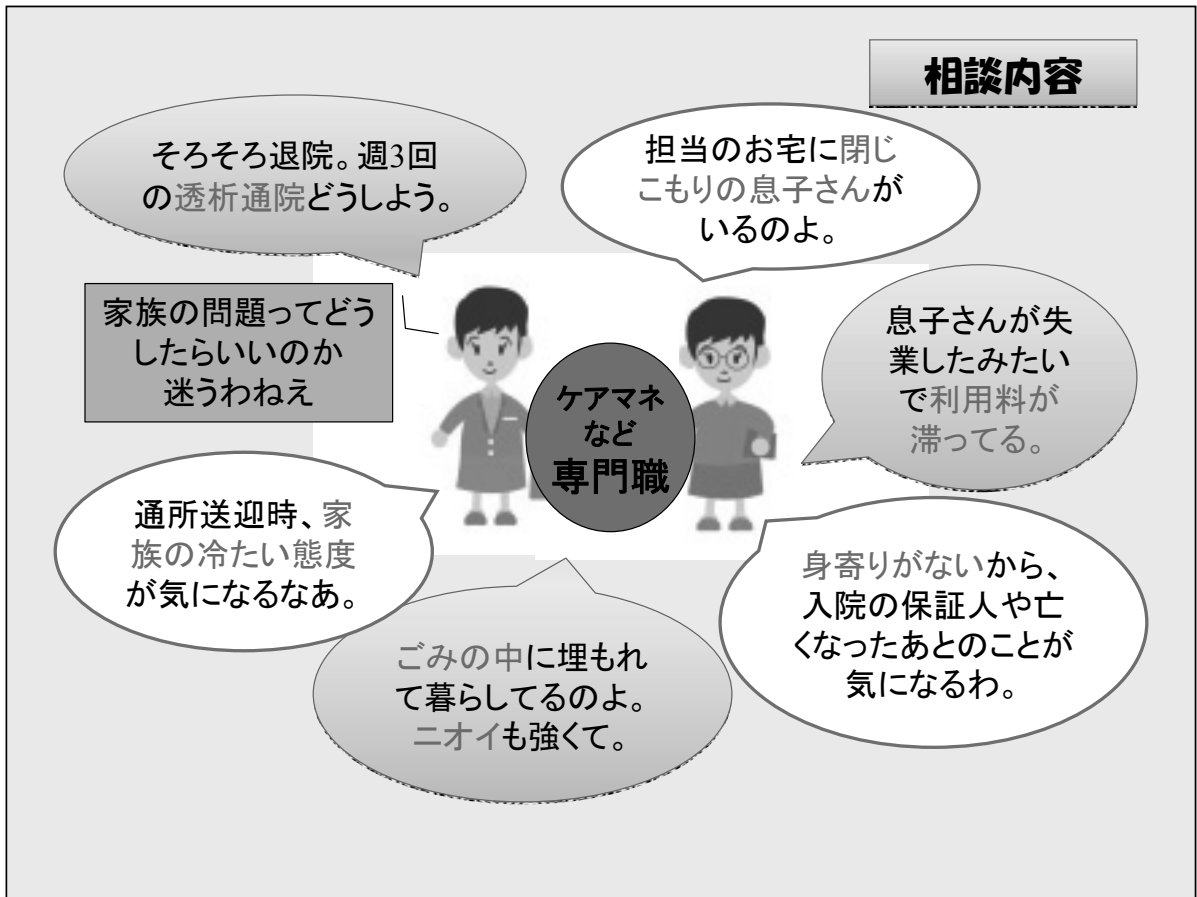 相談内容
そろそろ退院。週3回
の透析通院どうしよう。
担当のお宅に閉じ
こもりの息子さんが
いるのよ。
家族の問題ってどう
したらいいのか
迷うわねえ
息子さんが失
業したみたい
で利用料が
滞ってる。
ケアマネ
など
専門職
通所送迎時、家
族の冷たい態度
が気になるなあ。
身寄りがないから、
入院の保証人や亡
くなったあとのことが
気になるわ。
ごみの中に埋もれ
て暮らしてるのよ。
ニオイも強くて。